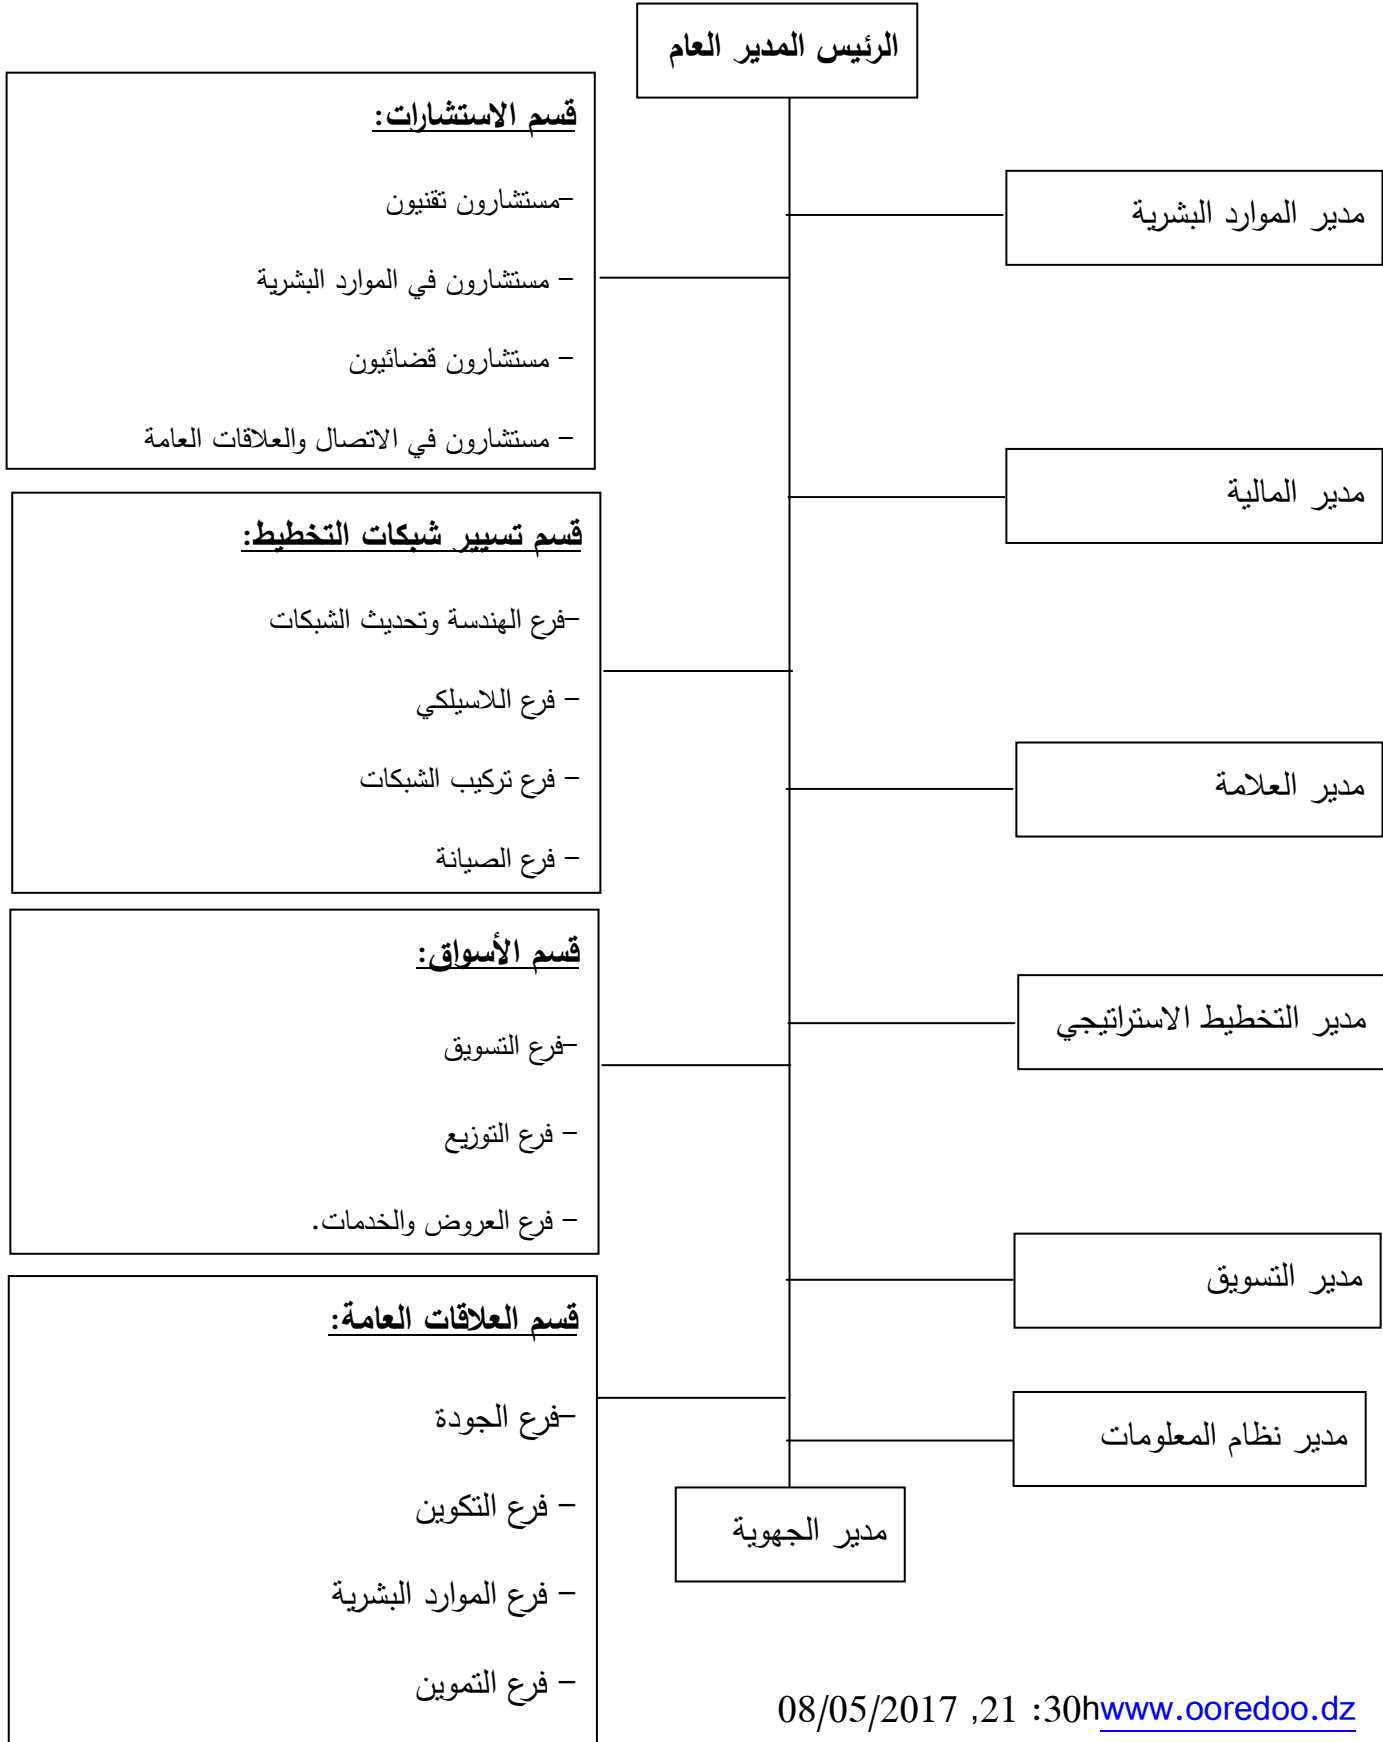 الرئيس المدير العام
مدير الموارد البشرية
مدير المالية
مدير العلامة
مدير التخطيط الاستراتيجي
مدير التسويق
مدير نظام المعلومات
مدير الجهوية
قسم الاستشارات:
-مستشارون تقنيون
- مستشارون في الموارد البشرية
- مستشارون قضائيون
- مستشارون في الاتصال والعلاقات العامة
قسم تسيير شبكات التخطيط:
-فرع الهندسة وتحديث الشبكات
- فرع اللاسيلكي
- فرع تركيب الشبكات
- فرع الصيانة
قسم الأسواق:
-فرع التسويق
- فرع التوزيع
- فرع العروض والخدمات.
قسم العلاقات العامة:
-فرع الجودة
- فرع التكوين
- فرع الموارد البشرية
- فرع التموين
08/05/2017 ,21 :30hwww.ooredoo.dz